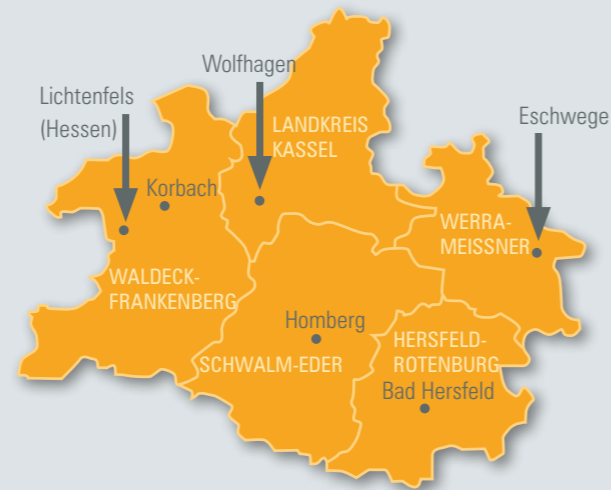 Wolfhagen
Lichtenfels
(Hessen)
Eschwege
LANDKREIS
KASSEL
Korbach
WERRA-
MEISSNER
WALDECK-
FRANKENBERG
Homberg
HERSFELD-
ROTENBURG
SCHWALM-EDER
Bad Hersfeld